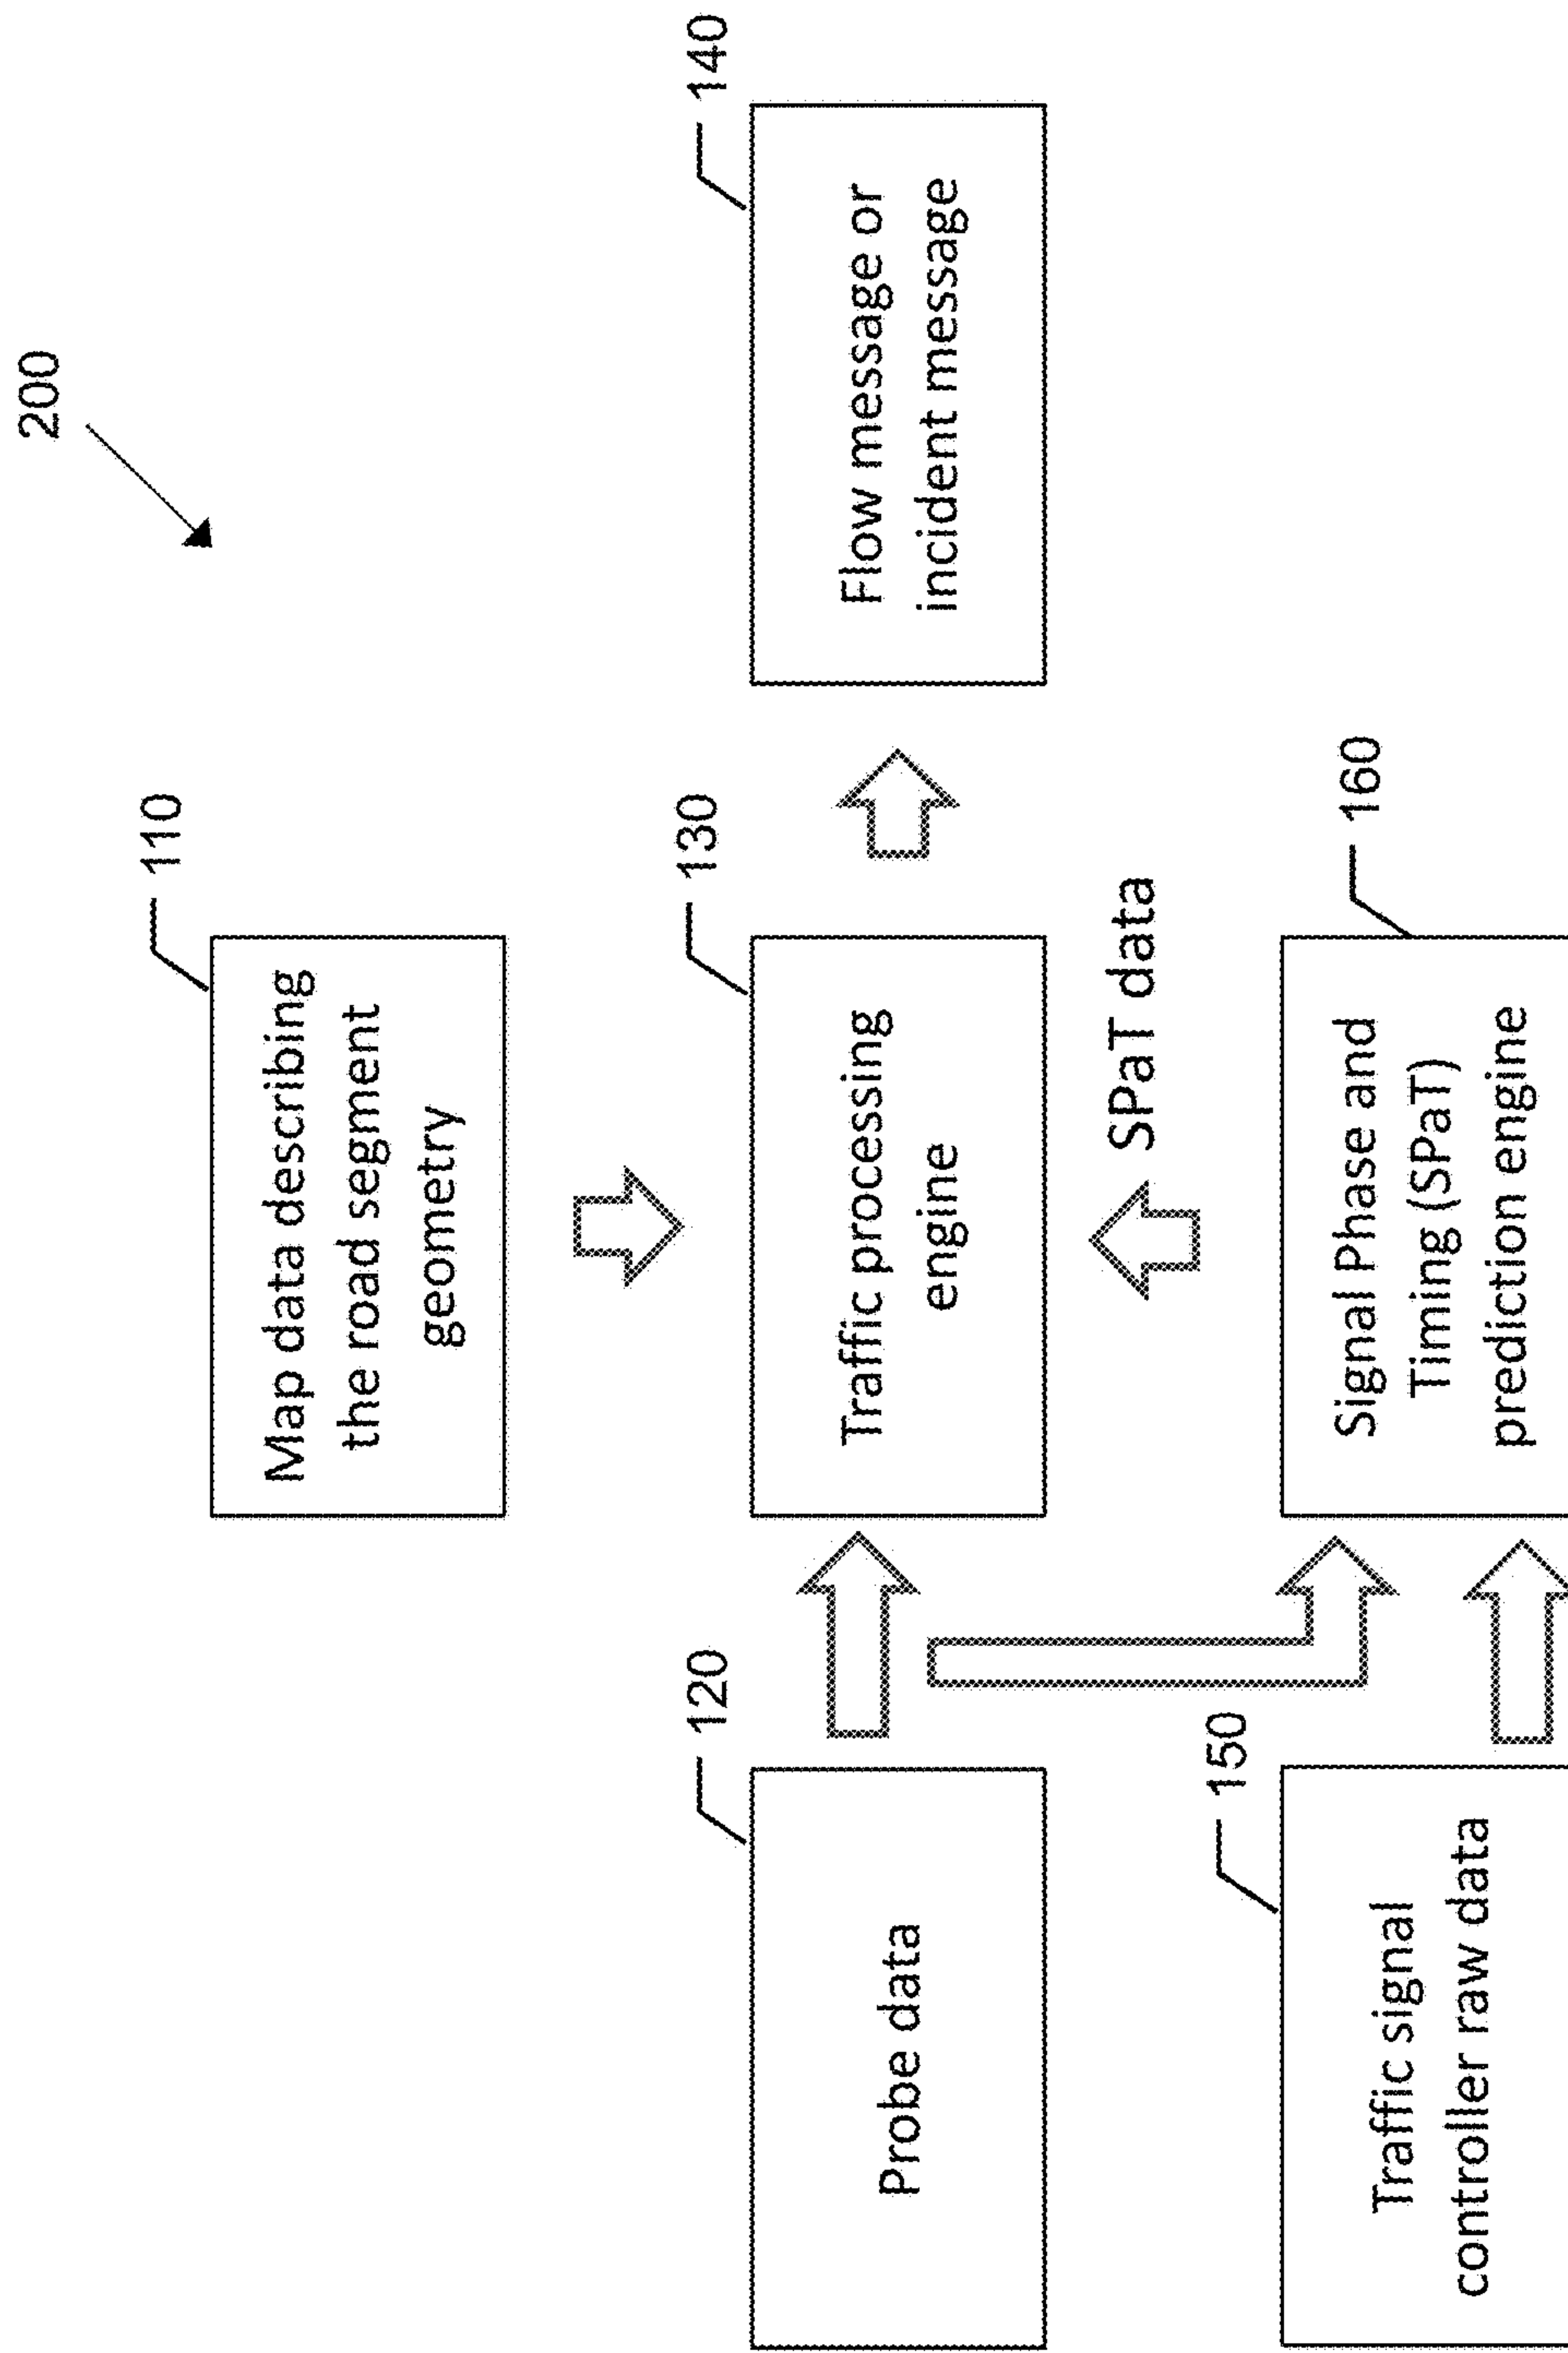 200
110
Map data describing
the road segment
geometry
120
Probe data
130
Traffic processing
engine
140
Flow message or
incident message
SPaT data
150
Traffic signal
controller raw data
160
Signal Phase and
Timing (SPaT)
prediction engine